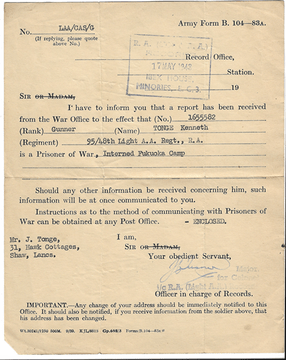 No. LAA/CAS/G
Army Form B. 104—83A.
(If replying, please quote
above No.)
R. A.
Record Office,
17 MAY 1943
Station.
MINORIES, E.C.3
19
SIR OR MADAM,
I have to inform you that a report has been received
from the War Office to the effect that (No.) 1655582
(Rank) Gunner (Name) TONGE Kenneth
(Regiment) 95/48th Light A.A. Regt., R.A.
is a Prisoner of War, Interned Fukuoka Camp
Should any other information be received concerning him, such
information will be at once communicated to you.
Instructions as to the method of communicating with Prisoners of
War can be obtained at any Post Office. - ENCLOSED.
I am,
Mr. J. Tonge,
31, Hask Cottages,
Shaw, Lancs.
SIR OR MADAM,
Your obedient Servant,
Major
Officer in charge of Records.
IMPORTANT.—Any change of your address should be immediately notified to this
Office. It should also be notified, if you receive information from the soldier above, that
his address has been changed.